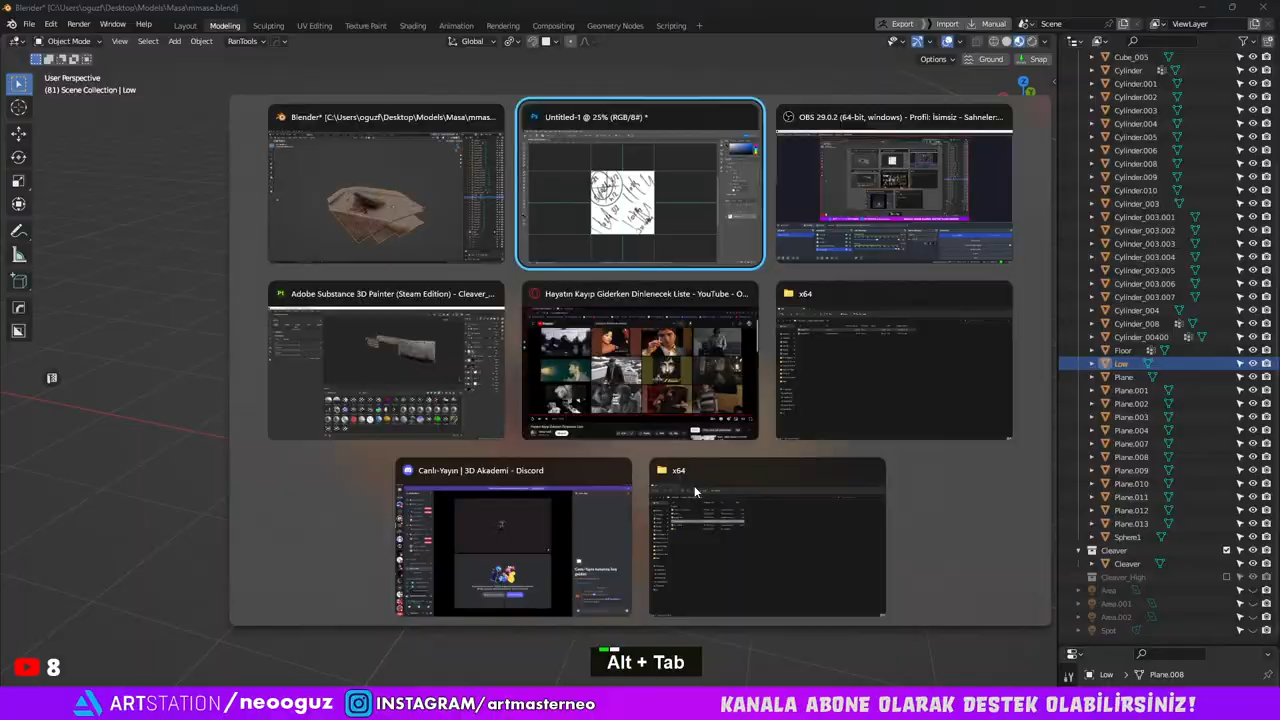 Blender* [C:\Users\oguzf\Desktop\Models\Masa\mmase.blend]
File Edit Render Window Help Layout Modeling Sculpting UV Editing Texture Paint Shading Animation Rendering Compositing Geometry Nodes Scripting + Export Import Manual Scene ViewLayer
Object Mode View Select Add Object RanTools Global
Options Ground Snap
User Perspective
(81) Scene Collection | Low
Blender* [C:\Users\oguzf\Desktop\Models\Masa\mmas...
Untitled-1 @ 25% (RGB/8#) *
OBS 29.0.2 (64-bit, windows) - Profil: İsimsiz - Sahneler:...
Adobe Substance 3D Painter (Steam Edition) - Cleaver_...
Hayatın Kayıp Giderken Dinlenecek Liste - YouTube - O...
x64
Canlı-Yayın | 3D Akademi - Discord
x64
Cube_005
Cylinder
Cylinder.001
Cylinder.002
Cylinder.003
Cylinder.004
Cylinder.005
Cylinder.006
Cylinder.008
Cylinder.009
Cylinder.010
Cylinder_003
Cylinder_003.001
Cylinder_003.002
Cylinder_003.003
Cylinder_003.004
Cylinder_003.005
Cylinder_003.006
Cylinder_003.007
Cylinder_004
Cylinder_008
Cylinder_00400
Floor
Low
Plane
Plane.001
Plane.002
Plane.003
Plane.004
Plane.007
Plane.008
Plane.009
Plane.010
Plane.011
Plane.012
Plane.013
Sphere1
Cleaver
Cleaver
Cleaver_High
Area
Area.001
Area.002
Spot
Low > Plane.008
8
Alt + Tab
ARTSTATION/neooguz INSTAGRAM/artmasterneo KANALA ABONE OLARAK DESTEK OLABİLİRSİNİZ!